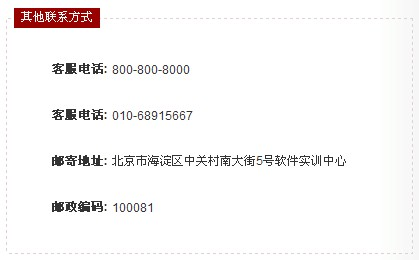 其他联系方式
客服电话: 800-800-8000
客服电话: 010-68915667
邮寄地址: 北京市海淀区中关村南大街5号软件实训中心
邮政编码: 100081